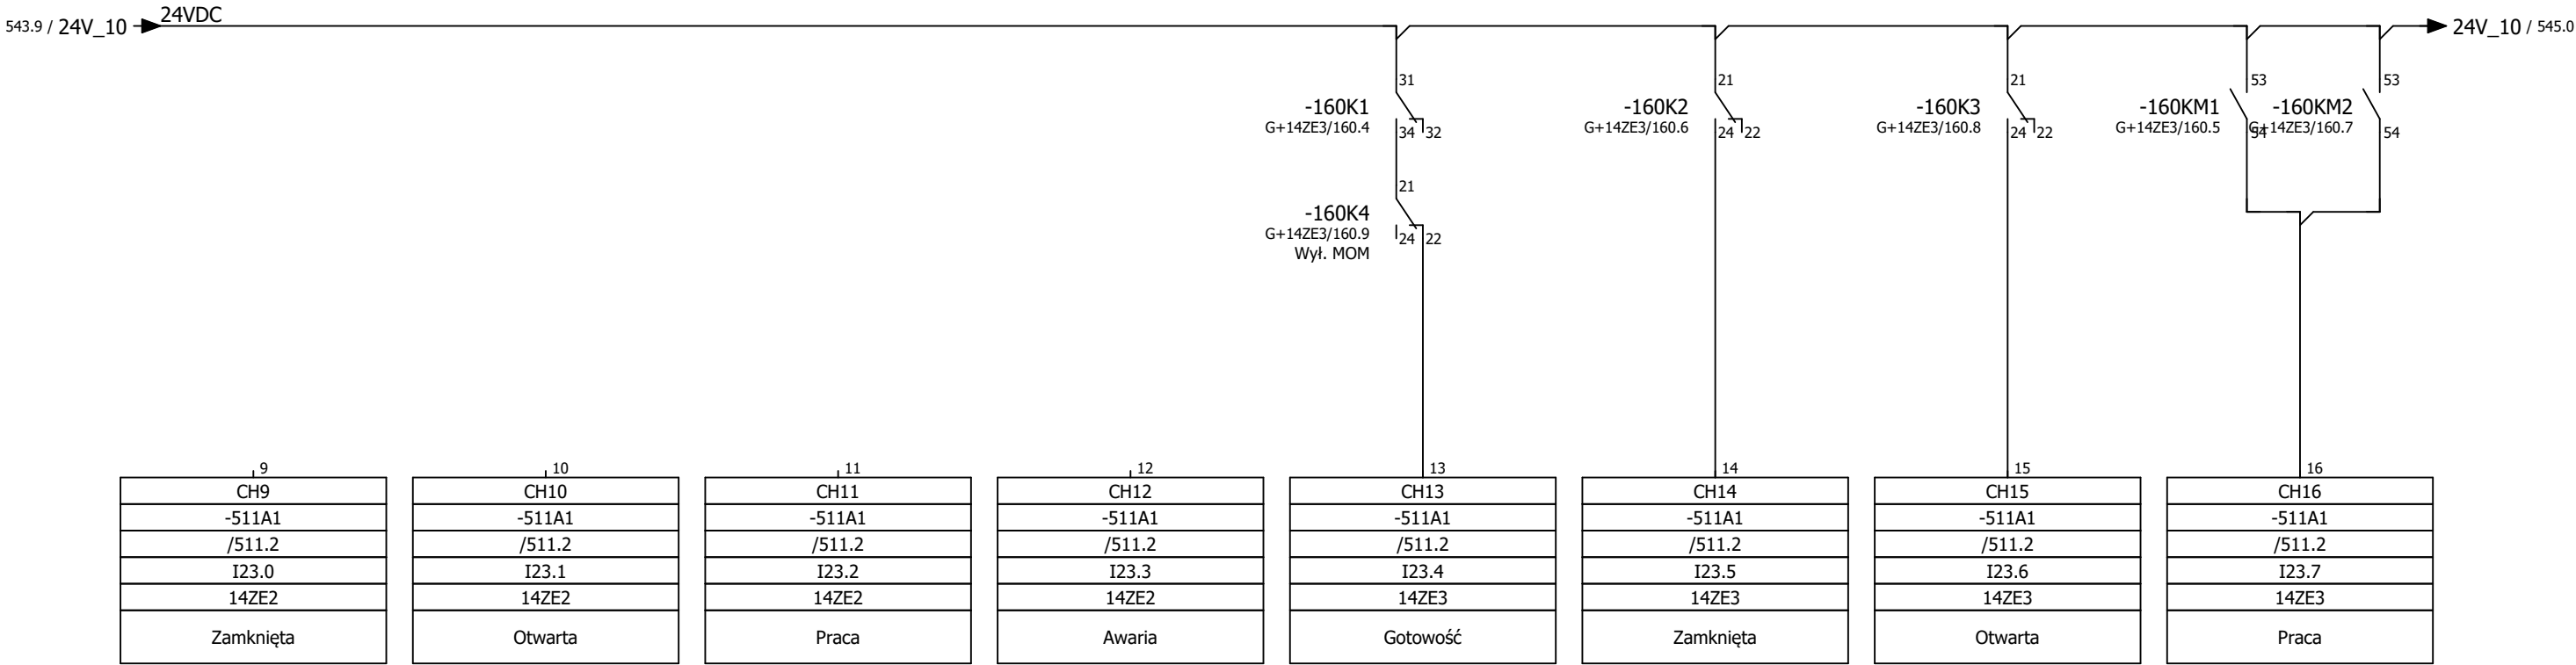 24VDC
543.9 / 24V_10
24V_10 / 545.0
31
21
21
53
53
-160K1
-160K2
-160K3
-160KM1
-160KM2
G+14ZE3/160.4
G+14ZE3/160.6
G+14ZE3/160.8
G+14ZE3/160.5
G+14ZE3/160.7
34
32
24
22
24
22
54
54
21
-160K4
G+14ZE3/160.9
24
22
Wył. MOM
9
10
11
12
13
14
15
16
CH9
CH10
CH11
CH12
CH13
CH14
CH15
CH16
-511A1
-511A1
-511A1
-511A1
-511A1
-511A1
-511A1
-511A1
/511.2
/511.2
/511.2
/511.2
/511.2
/511.2
/511.2
/511.2
I23.0
I23.1
I23.2
I23.3
I23.4
I23.5
I23.6
I23.7
14ZE2
14ZE2
14ZE2
14ZE2
14ZE3
14ZE3
14ZE3
14ZE3
Zamknięta
Otwarta
Praca
Awaria
Gotowość
Zamknięta
Otwarta
Praca